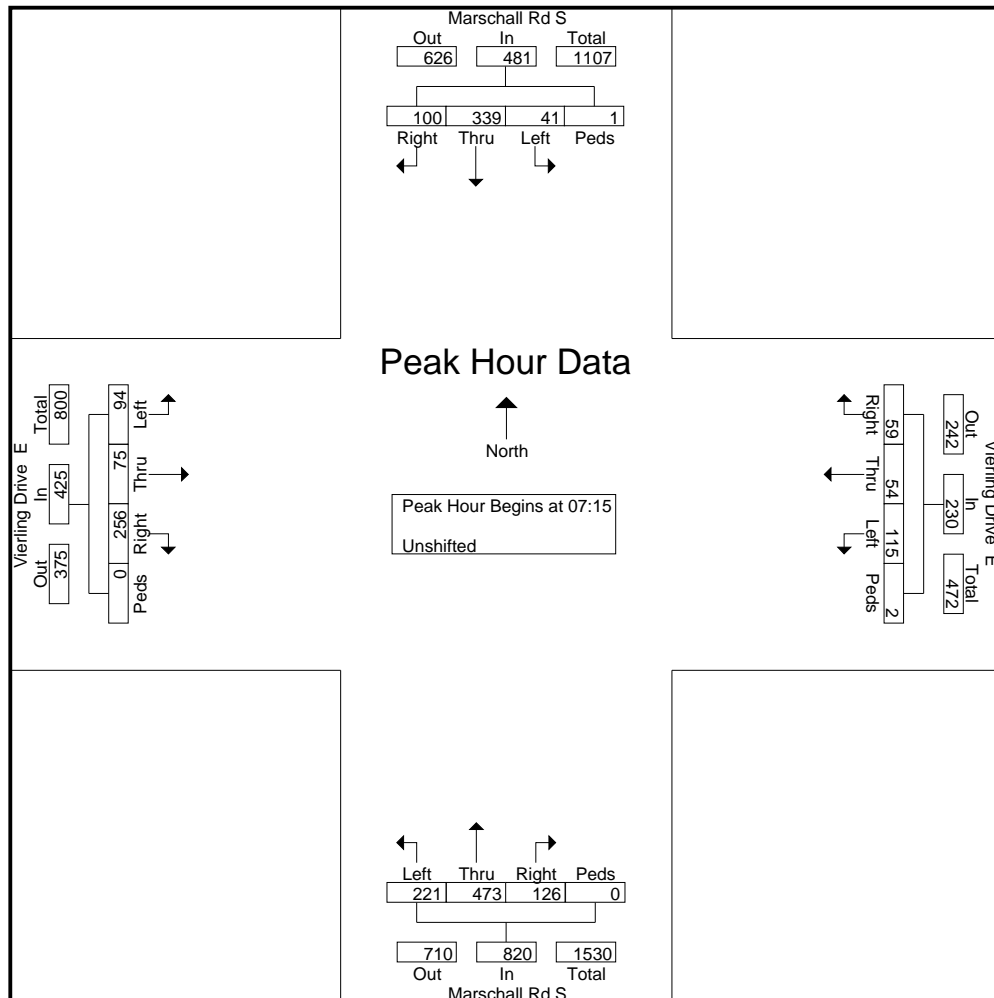 Marschall Rd S
Out In Total
626 481 1107
100 339 41 1
Right Thru Left Peds
Peak Hour Data
North
Peak Hour Begins at 07:15
Unshifted
Vierling Drive E
Total In Out
800 425 375
94 75 256 0
Left Thru Right Peds
Right Thru Left Peds
59 54 115 2
Out In Total
242 230 472
Vierling Drive E
Left Thru Right Peds
221 473 126 0
710 820 1530
Out In Total
Marschall Rd S